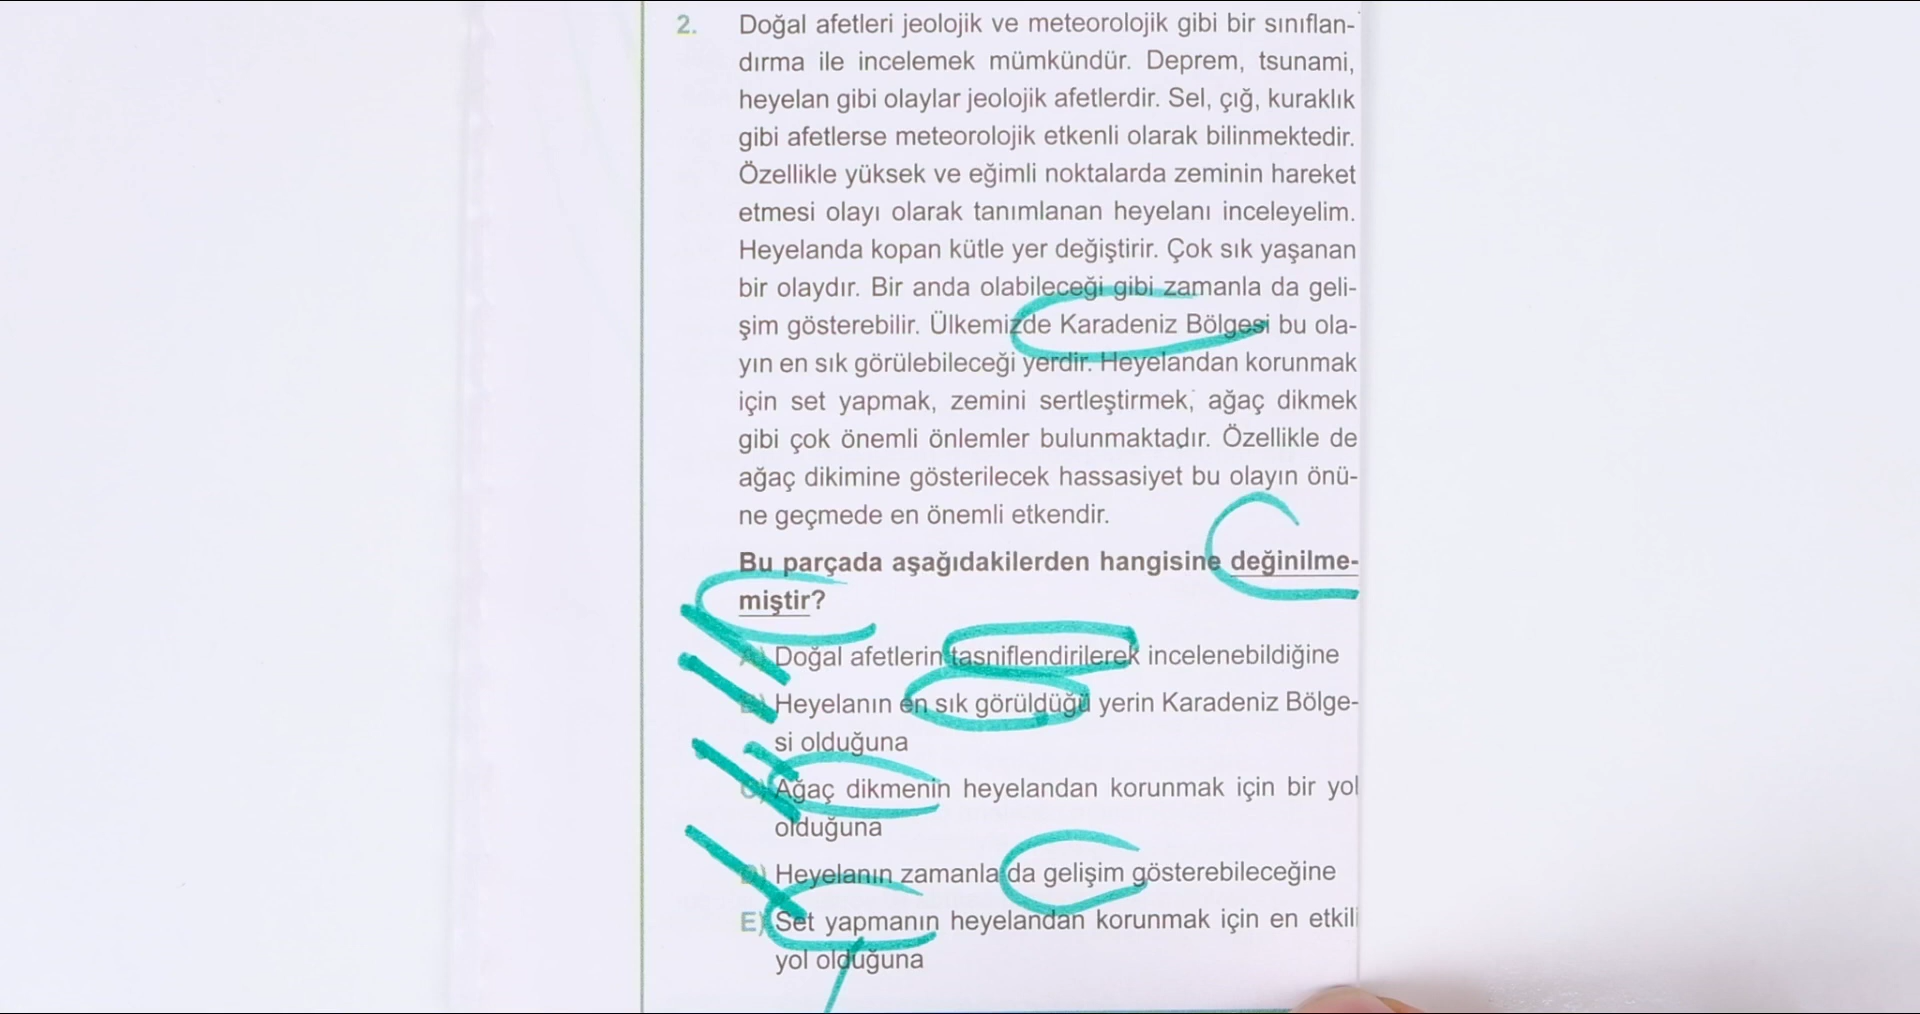 2. Doğal afetleri jeolojik ve meteorolojik gibi bir sınıflan-
dırma ile incelemek mümkündür. Deprem, tsunami,
heyelan gibi olaylar jeolojik afetlerdir. Sel, çığ, kuraklık
gibi afetlerse meteorolojik etkenli olarak bilinmektedir.
Özellikle yüksek ve eğimli noktalarda zeminin hareket
etmesi olayı olarak tanımlanan heyelanı inceleyelim.
Heyelanda kopan kütle yer değiştirir. Çok sık yaşanan
bir olaydır. Bir anda olabileceği gibi zamanla da geli-
şim gösterebilir. Ülkemizde Karadeniz Bölgesi bu ola-
yın en sık görülebileceği yerdir. Heyelandan korunmak
için set yapmak, zemini sertleştirmek, ağaç dikmek
gibi çok önemli önlemler bulunmaktadır. Özellikle de
ağaç dikimine gösterilecek hassasiyet bu olayın önü-
ne geçmede en önemli etkendir.
Bu parçada aşağıdakilerden hangisine değinilme-
miştir?
A) Doğal afetlerin tasniflendirilerek incelenebildiğine
B) Heyelanın en sık görüldüğü yerin Karadeniz Bölge-
si olduğuna
C) Ağaç dikmenin heyelandan korunmak için bir yol
olduğuna
D) Heyelanın zamanla da gelişim gösterebileceğine
E) Set yapmanın heyelandan korunmak için en etkili
yol olduğuna